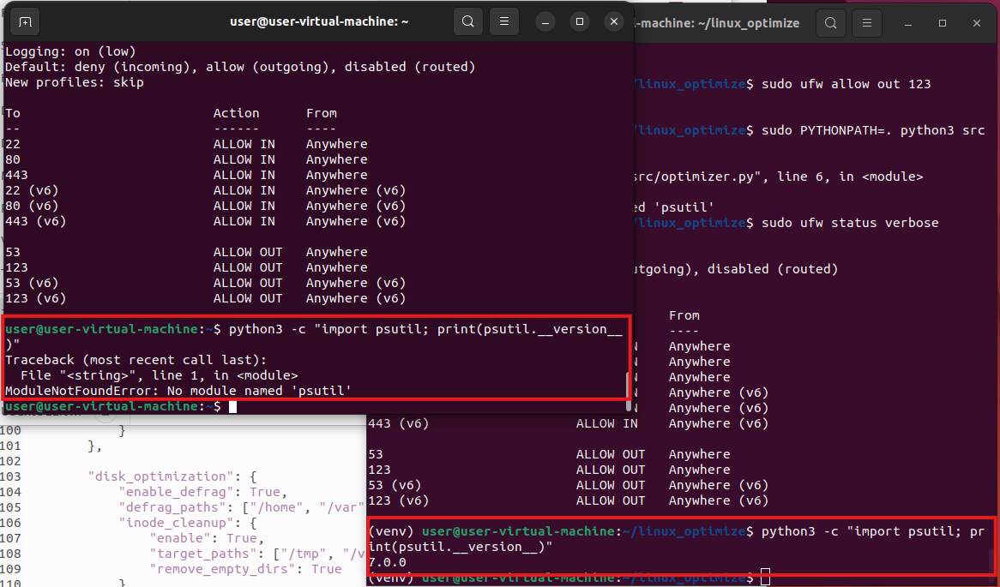 user@user-virtual-machine: ~
Logging: on (low)
Default: deny (incoming), allow (outgoing), disabled (routed)
New profiles: skip
To Action From
-- ------ ----
22 ALLOW IN Anywhere
80 ALLOW IN Anywhere
443 ALLOW IN Anywhere
22 (v6) ALLOW IN Anywhere (v6)
80 (v6) ALLOW IN Anywhere (v6)
443 (v6) ALLOW IN Anywhere (v6)
53 ALLOW OUT Anywhere
123 ALLOW OUT Anywhere
53 (v6) ALLOW OUT Anywhere (v6)
123 (v6) ALLOW OUT Anywhere (v6)
user@user-virtual-machine:~$ python3 -c "import psutil; print(psutil.__version__
)"
Traceback (most recent call last):
File "<string>", line 1, in <module>
ModuleNotFoundError: No module named 'psutil'
user@user-virtual-machine:~$
-machine: ~/linux_optimize
/linux_optimize$ sudo ufw allow out 123
/linux_optimize$ sudo PYTHONPATH=. python3 src
src/optimizer.py", line 6, in <module>
ed 'psutil'
/linux_optimize$ sudo ufw status verbose
utgoing), disabled (routed)
From
----
N Anywhere
N Anywhere
N Anywhere
N Anywhere (v6)
N Anywhere (v6)
443 (v6) ALLOW IN Anywhere (v6)
53 ALLOW OUT Anywhere
123 ALLOW OUT Anywhere
53 (v6) ALLOW OUT Anywhere (v6)
123 (v6) ALLOW OUT Anywhere (v6)
(venv) user@user-virtual-machine:~/linux_optimize$ python3 -c "import psutil; pr
int(psutil.__version__)"
7.0.0
(venv) user@user-virtual-machine:~/linux_optimize$
100 }
101 },
102
103 "disk_optimization": {
104 "enable_defrag": True,
105 "defrag_paths": ["/home", "/var"
106 "inode_cleanup": {
107 "enable": True,
108 "target_paths": ["/tmp", "/v
109 "remove_empty_dirs": True
110 }